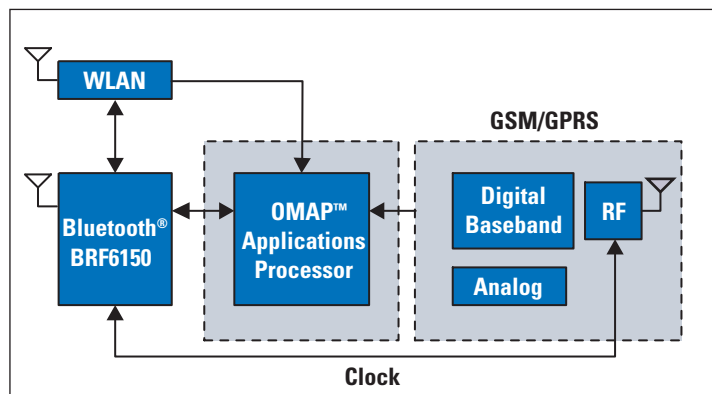 WLAN
GSM/GPRS
Bluetooth®
BRF6150
OMAP™
Applications
Processor
Digital
Baseband
RF
Analog
Clock